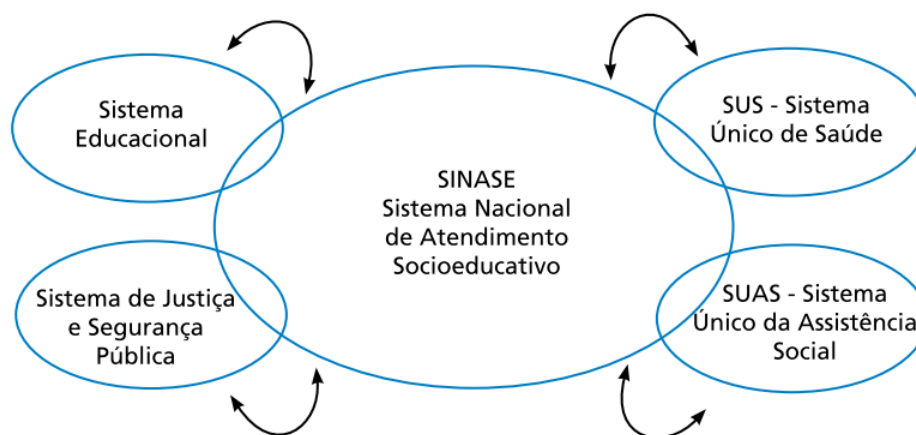 Sistema
Educacional
SUS - Sistema
Único de Saúde
SINASE
Sistema Nacional
de Atendimento
Socioeducativo
Sistema de Justiça
e Segurança
Pública
SUAS - Sistema
Único da Assistência
Social